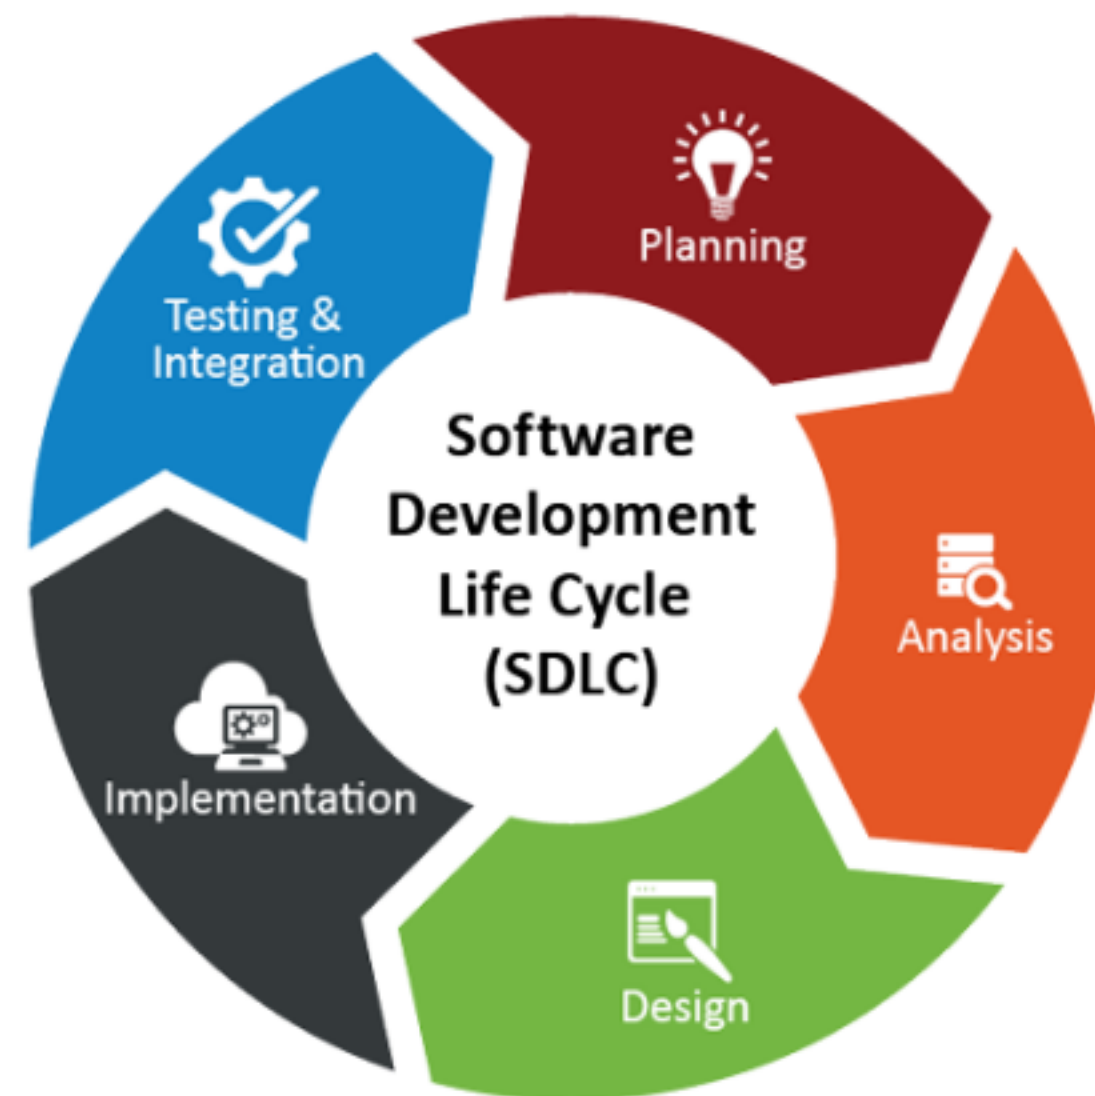 Software
Development
Life Cycle
(SDLC)
Planning
Analysis
Design
Implementation
Testing &
Integration